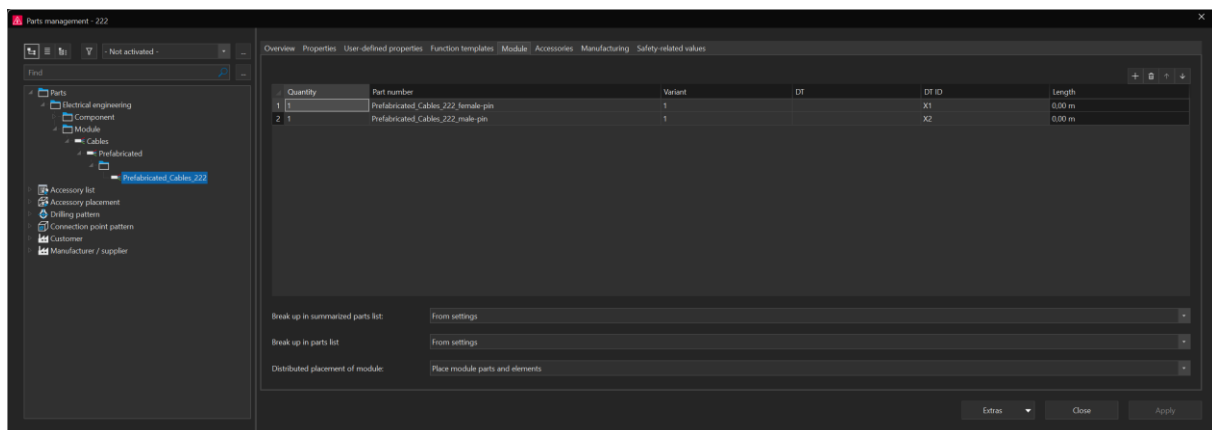 Parts management - 222
- Not activated -
...
Find
...
Parts
Electrical engineering
Component
Module
Cables
Prefabricated
Prefabricated_Cables_222
Accessory list
Accessory placement
Drilling pattern
Connection point pattern
Customer
Manufacturer / supplier
Overview Properties User-defined properties Function templates Module Accessories Manufacturing Safety-related values
Quantity Part number Variant DT DT ID Length
1 1 Prefabricated_Cables_222_female-pin 1 X1 0,00 m
2 1 Prefabricated_Cables_222_male-pin 1 X2 0,00 m
Break up in summarized parts list: From settings
Break up in parts list From settings
Distributed placement of module: Place module parts and elements
Extras Close Apply